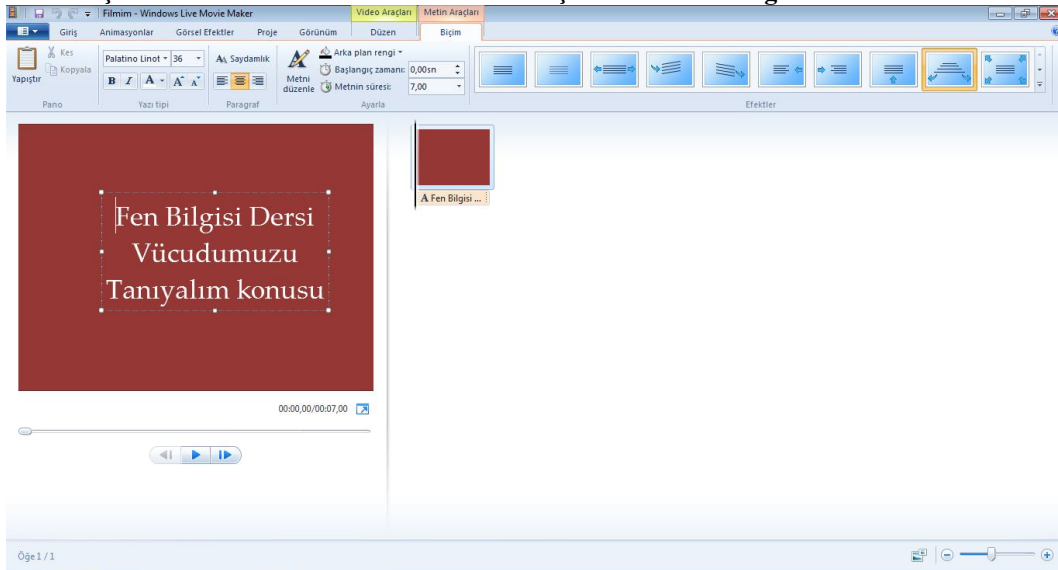 Filmim - Windows Live Movie Maker
Video Araçları
Metin Araçları
Giriş
Animasyonlar
Görsel Efektler
Proje
Görünüm
Düzen
Biçim
Yapıştır
Kes
Kopyala
Pano
Palatino Linot
36
B I A A A
Yazı tipi
Saydamlık
Paragraf
Metni düzenle
Arka plan rengi
Başlangıç zamanı: 0,00sn
Metnin süresi: 7,00
Ayarla
Efektler
Fen Bilgisi Dersi
Vücudumuzu
Tanıyalım konusu
A Fen Bilgisi ...
00:00,00/00:07,00
Öğe 1 / 1